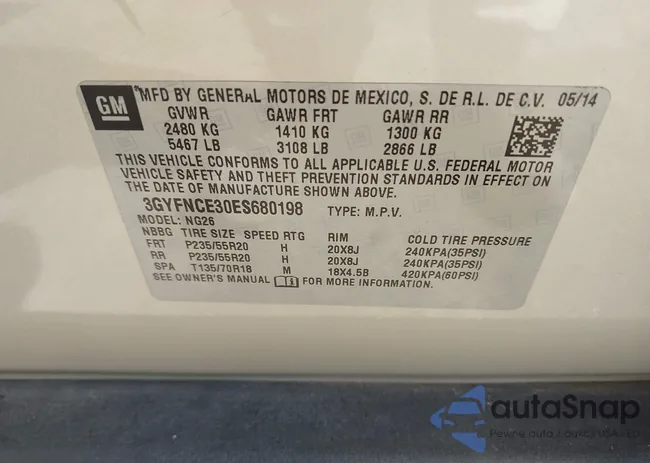 GM
MFD BY GENERAL MOTORS DE MEXICO, S. DE R.L. DE C.V. 05/14
GVWR GAWR FRT GAWR RR
2480 KG 1410 KG 1300 KG
5467 LB 3108 LB 2866 LB
THIS VEHICLE CONFORMS TO ALL APPLICABLE U.S. FEDERAL MOTOR
VEHICLE SAFETY AND THEFT PREVENTION STANDARDS IN EFFECT ON
THE DATE OF MANUFACTURE SHOWN ABOVE.
3GYFNCE30ES680198 TYPE: M.P.V.
MODEL: NG26
NBBG TIRE SIZE SPEED RTG RIM COLD TIRE PRESSURE
FRT P235/55R20 H 20X8J 240KPA(35PSI)
RR P235/55R20 H 20X8J 240KPA(35PSI)
SPA T135/70R18 M 18X4.5B 420KPA(60PSI)
SEE OWNER'S MANUAL FOR MORE INFORMATION.
autoSnap
Pewne auta